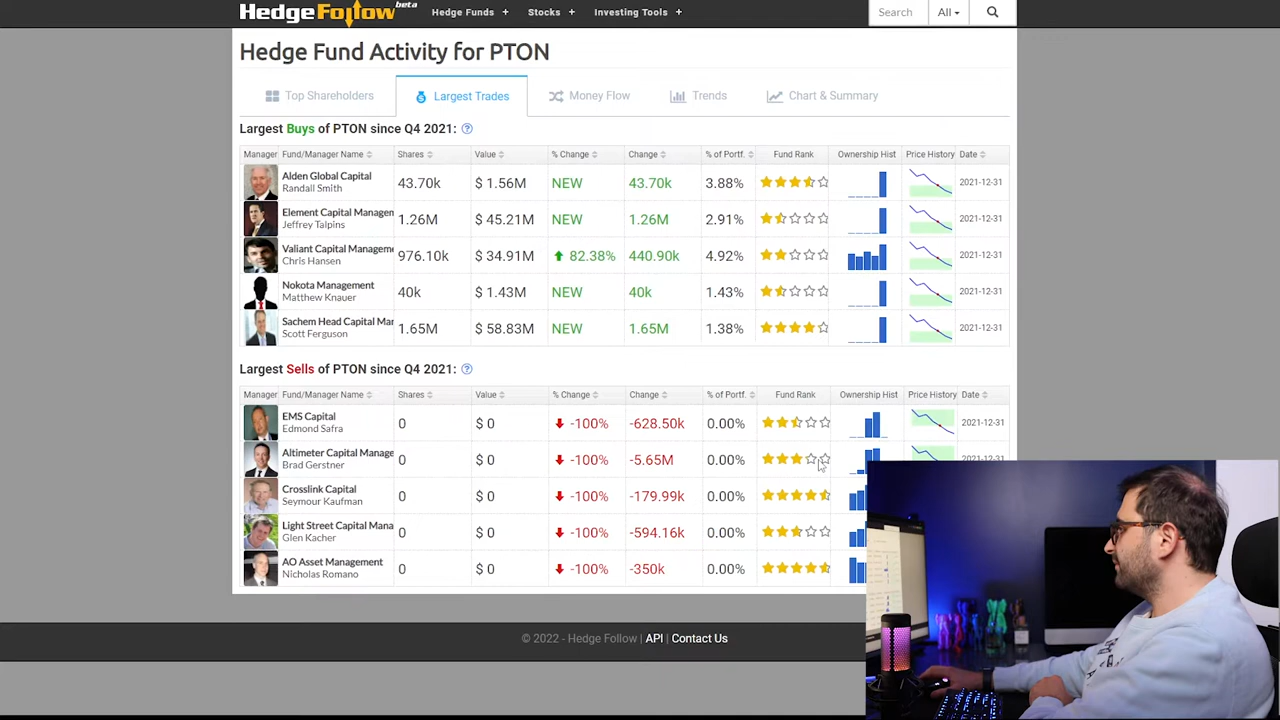 HedgeFollow beta Hedge Funds + Stocks + Investing Tools + Search All
Hedge Fund Activity for PTON
Top Shareholders Largest Trades Money Flow Trends Chart & Summary
Largest Buys of PTON since Q4 2021:
Manager Fund/Manager Name Shares Value % Change Change % of Portf. Fund Rank Ownership Hist Price History Date
Alden Global Capital
Randall Smith
43.70k $ 1.56M NEW 43.70k 3.88% 2021-12-31
Element Capital Managen
Jeffrey Talpins
1.26M $ 45.21M NEW 1.26M 2.91% 2021-12-31
Valiant Capital Manageme
Chris Hansen
976.10k $ 34.91M 82.38% 440.90k 4.92% 2021-12-31
Nokota Management
Matthew Knauer
40k $ 1.43M NEW 40k 1.43% 2021-12-31
Sachem Head Capital Mar
Scott Ferguson
1.65M $ 58.83M NEW 1.65M 1.38% 2021-12-31
Largest Sells of PTON since Q4 2021:
Manager Fund/Manager Name Shares Value % Change Change % of Portf. Fund Rank Ownership Hist Price History Date
EMS Capital
Edmond Safra
0 $ 0 -100% -628.50k 0.00% 2021-12-31
Altimeter Capital Manage
Brad Gerstner
0 $ 0 -100% -5.65M 0.00% 2021-12-31
Crosslink Capital
Seymour Kaufman
0 $ 0 -100% -179.99k 0.00%
Light Street Capital Mana
Glen Kacher
0 $ 0 -100% -594.16k 0.00%
AO Asset Management
Nicholas Romano
0 $ 0 -100% -350k 0.00%
© 2022 - Hedge Follow | API | Contact Us